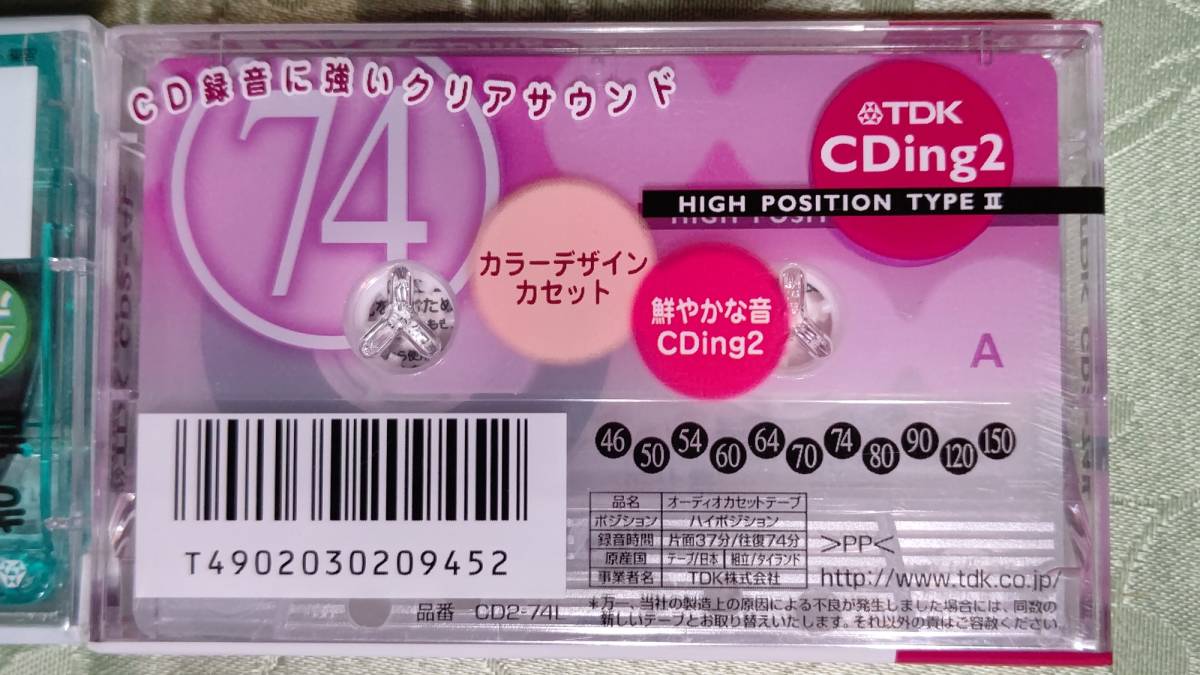 CD録音に強いクリアサウンド
74
TDK
CDing2
HIGH POSITION TYPE II
カラーデザイン
カセット
鮮やかな音
CDing2
A
46 50 54 60 64 70 74 80 90 120 150
品名 オーディオカセットテープ
ポジション ハイポジション
録音時間 片面37分/往復74分
原産国 テープ/日本 組立/タイランド
事業者名 TDK株式会社
>PP<
http://www.tdk.co.jp/
T4902030209452
品番 CD2-74L
*万一、当社の製造上の原因による不良が発生しました場合には、同数の
新しいテープとお取り替えいたします。それ以外の責はご容赦ください。